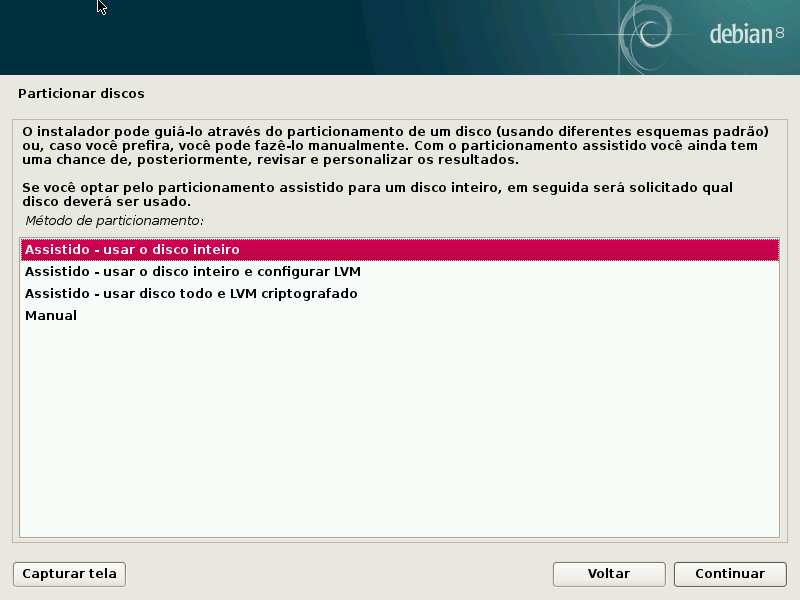 debian 8
Particionar discos
O instalador pode guiá-lo através do particionamento de um disco (usando diferentes esquemas padrão)
ou, caso você prefira, você pode fazê-lo manualmente. Com o particionamento assistido você ainda tem
uma chance de, posteriormente, revisar e personalizar os resultados.
Se você optar pelo particionamento assistido para um disco inteiro, em seguida será solicitado qual
disco deverá ser usado.
Método de particionamento:
Assistido - usar o disco inteiro
Assistido - usar o disco inteiro e configurar LVM
Assistido - usar disco todo e LVM criptografado
Manual
Capturar tela
Voltar
Continuar